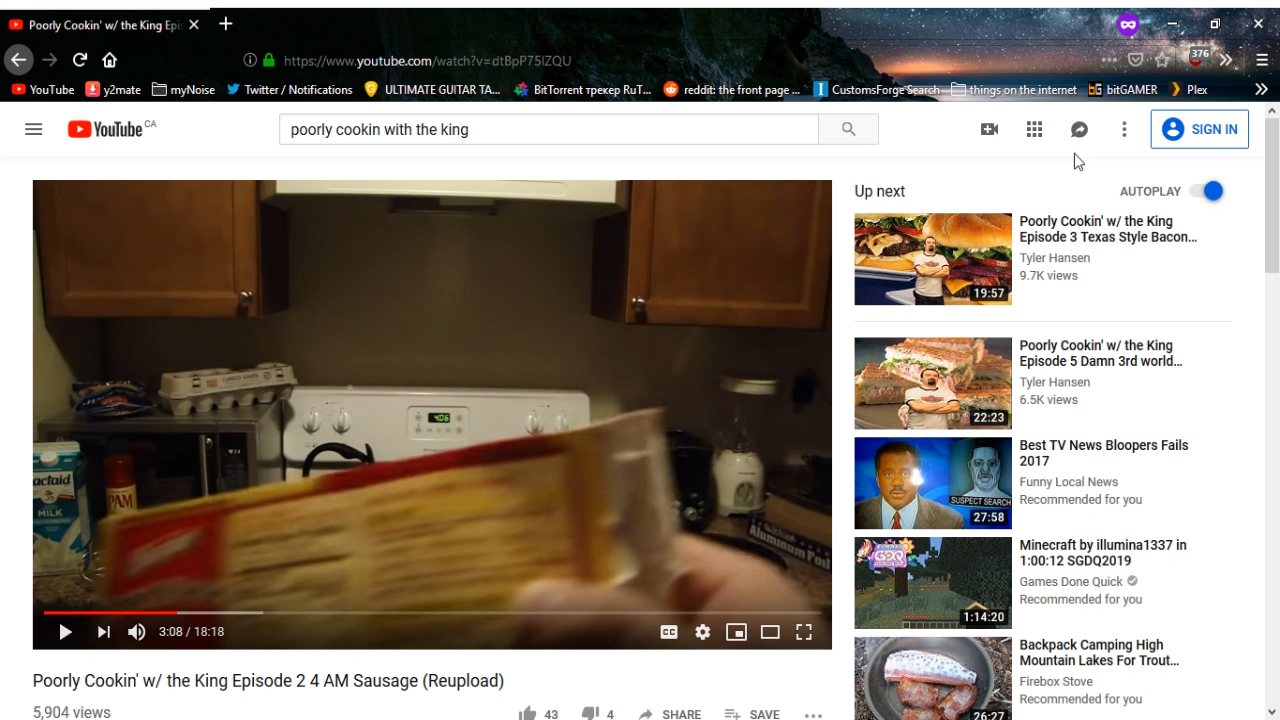 Poorly Cookin' w/ the King Epi
https://www.youtube.com/watch?v=dtBpP75IZQU
376
YouTube
y2mate
myNoise
Twitter / Notifications
ULTIMATE GUITAR TA...
BitTorrent трекер RuT...
reddit: the front page ...
CustomsForge Search
things on the internet
bitGAMER
Plex
YouTube CA
poorly cookin with the king
SIGN IN
4:06
actaid
MILK
PAM
Aluminum Foil
CC
3:08 / 18:18
Poorly Cookin' w/ the King Episode 2 4 AM Sausage (Reupload)
5,904 views
43
4
SHARE
SAVE
Up next
AUTOPLAY
19:57
Poorly Cookin' w/ the King
Episode 3 Texas Style Bacon...
Tyler Hansen
9.7K views
22:23
Poorly Cookin' w/ the King
Episode 5 Damn 3rd world...
Tyler Hansen
6.5K views
SUSPECT SEARCH
27:58
Best TV News Bloopers Fails
2017
Funny Local News
Recommended for you
1:14:20
Minecraft by illumina1337 in
1:00:12 SGDQ2019
Games Done Quick
Recommended for you
26:27
Backpack Camping High
Mountain Lakes For Trout...
Firebox Stove
Recommended for you